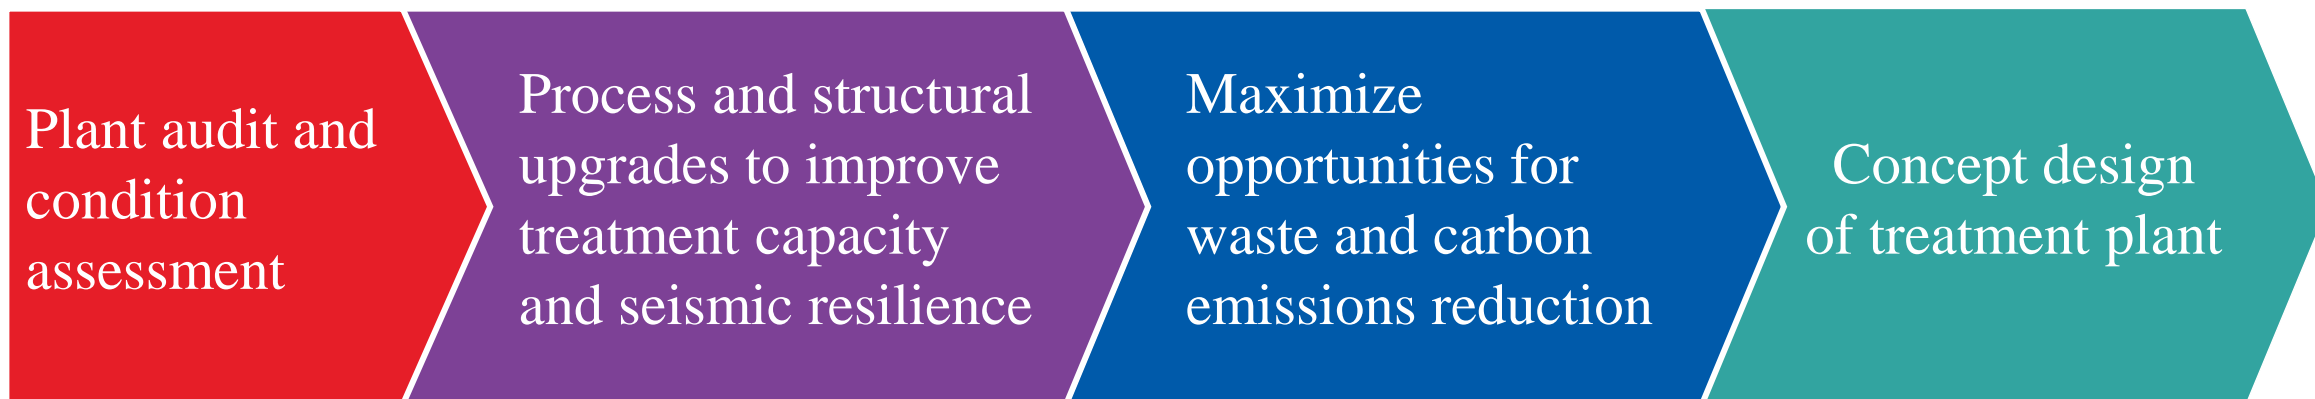 Plant audit and
condition
assessment
Process and structural
upgrades to improve
treatment capacity
and seismic resilience
Maximize
opportunities for
waste and carbon
emissions reduction
Concept design
of treatment plant